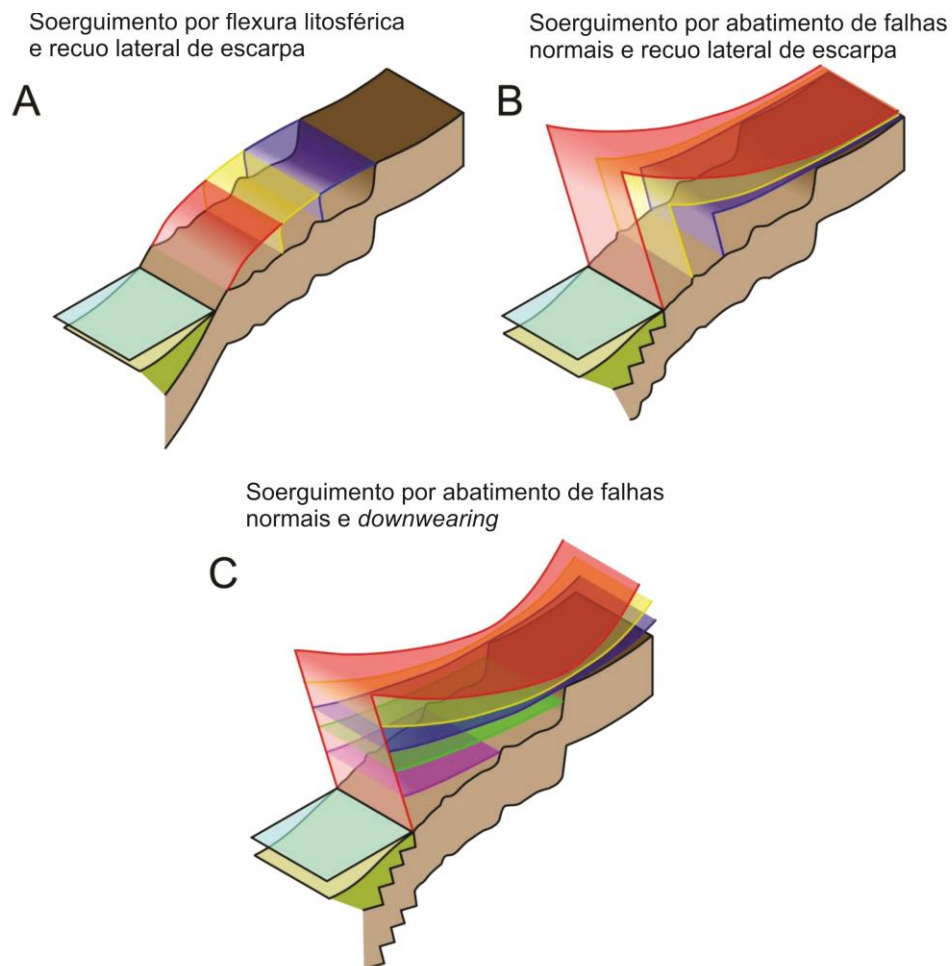 Soerguimento por flexura litosférica
e recuo lateral de escarpa
A
Soerguimento por abatimento de falhas
normais e recuo lateral de escarpa
B
Soerguimento por abatimento de falhas
normais e downwearing
C